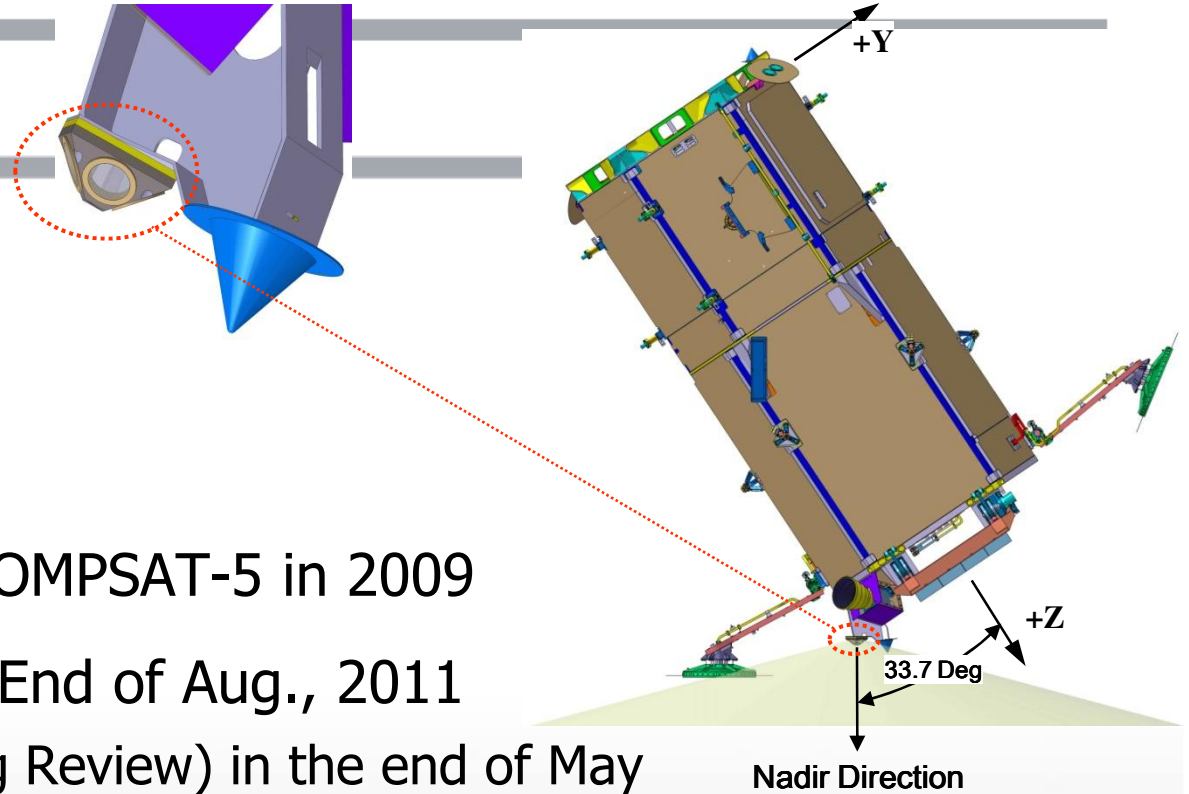 +Y
OMPSAT-5 in 2009
+Z
33.7 Deg
End of Aug., 2011
g Review) in the end of May
Nadir Direction